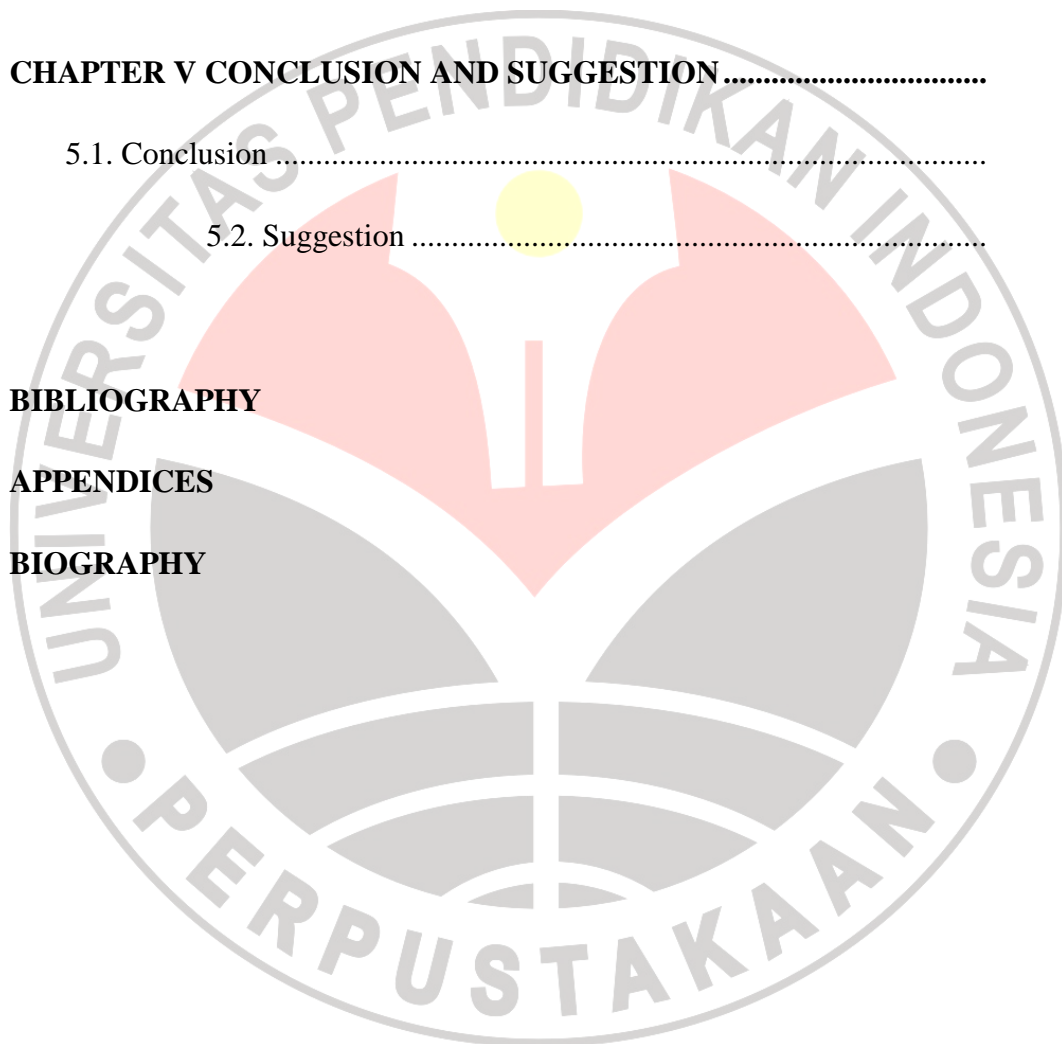 CHAPTER V CONCLUSION AND SUGGESTION .................................
5.1. Conclusion ..........................................................................................
5.2. Suggestion .........................................................................
BIBLIOGRAPHY
APPENDICES
BIOGRAPHY
UNIVERSITAS PENDIDIKAN INDONESIA
PERPUSTAKAAN